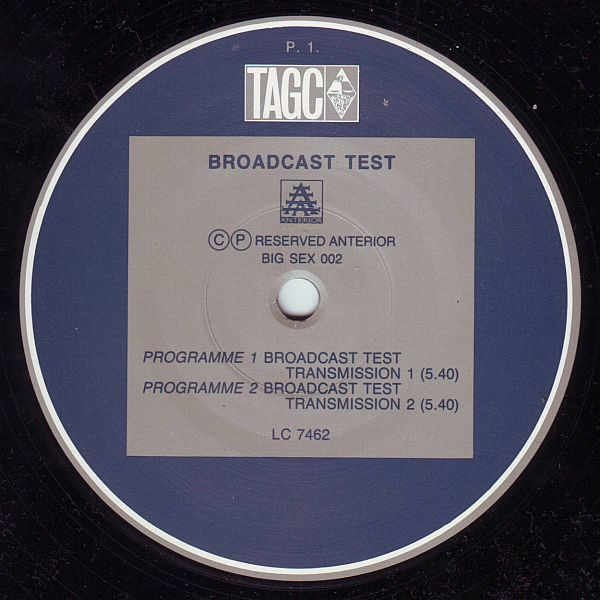 P. 1.
TAGC
BROADCAST TEST
ANTERIOR
Ⓒ Ⓟ RESERVED ANTERIOR
BIG SEX 002
PROGRAMME 1 BROADCAST TEST
TRANSMISSION 1 (5.40)
PROGRAMME 2 BROADCAST TEST
TRANSMISSION 2 (5.40)
LC 7462